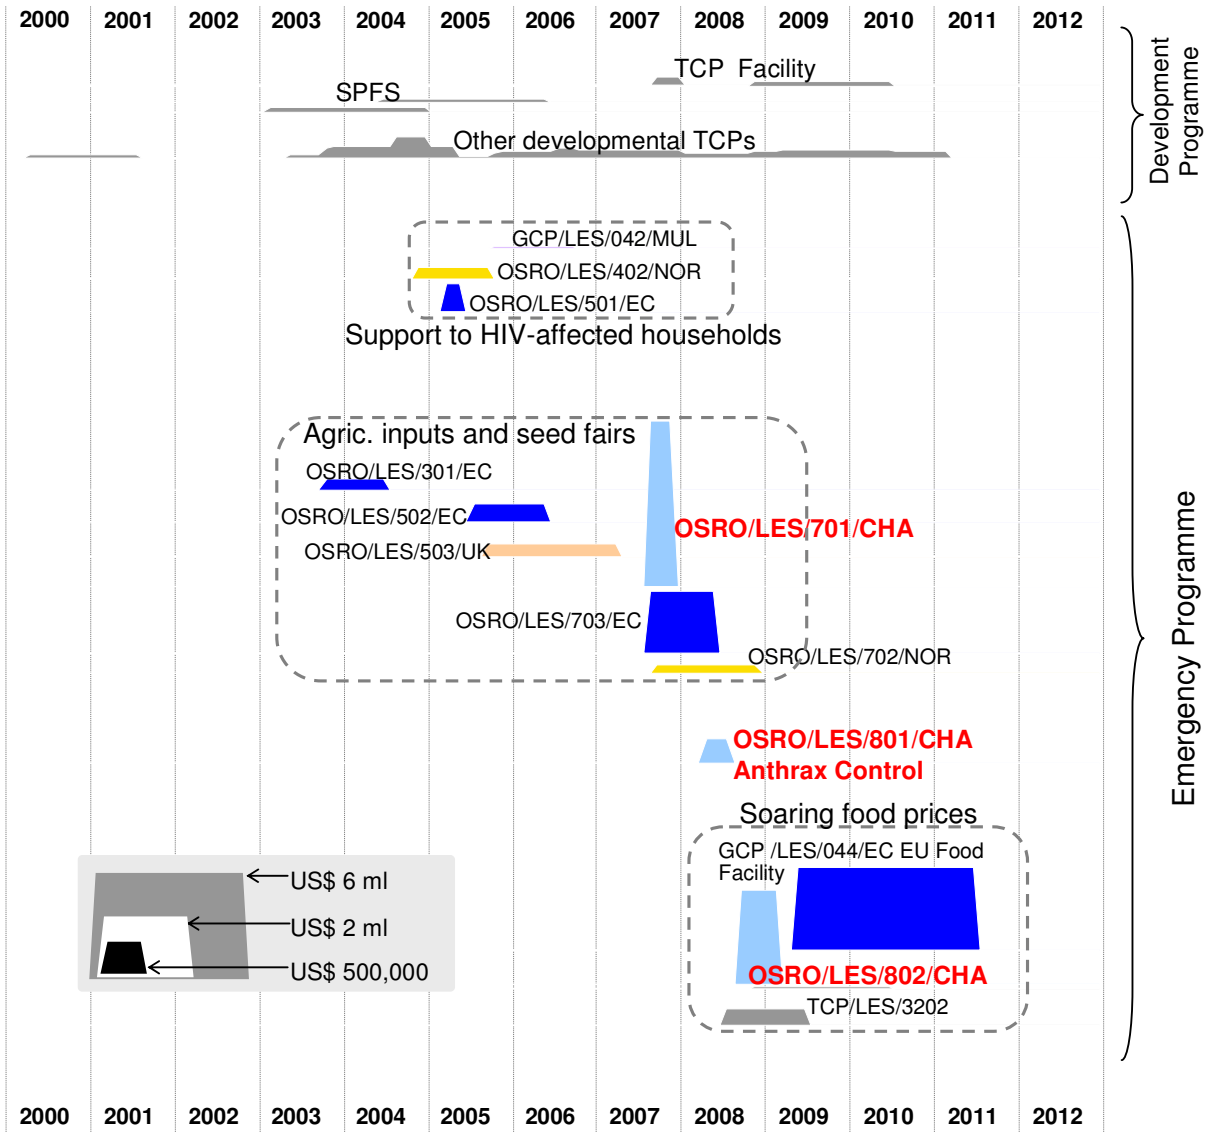 2000 2001 2002 2003 2004 2005 2006 2007 2008 2009 2010 2011 2012
TCP Facility
SPFS
Other developmental TCPs
Development
Programme
GCP/LES/042/MUL
OSRO/LES/402/NOR
OSRO/LES/501/EC
Support to HIV-affected households
Agric. inputs and seed fairs
OSRO/LES/301/EC
OSRO/LES/502/EC
OSRO/LES/701/CHA
OSRO/LES/503/UK
OSRO/LES/703/EC
OSRO/LES/702/NOR
Emergency Programme
OSRO/LES/801/CHA
Anthrax Control
Soaring food prices
GCP /LES/044/EC EU Food
Facility
US$ 6 ml
US$ 2 ml
US$ 500,000
OSRO/LES/802/CHA
TCP/LES/3202
2000 2001 2002 2003 2004 2005 2006 2007 2008 2009 2010 2011 2012